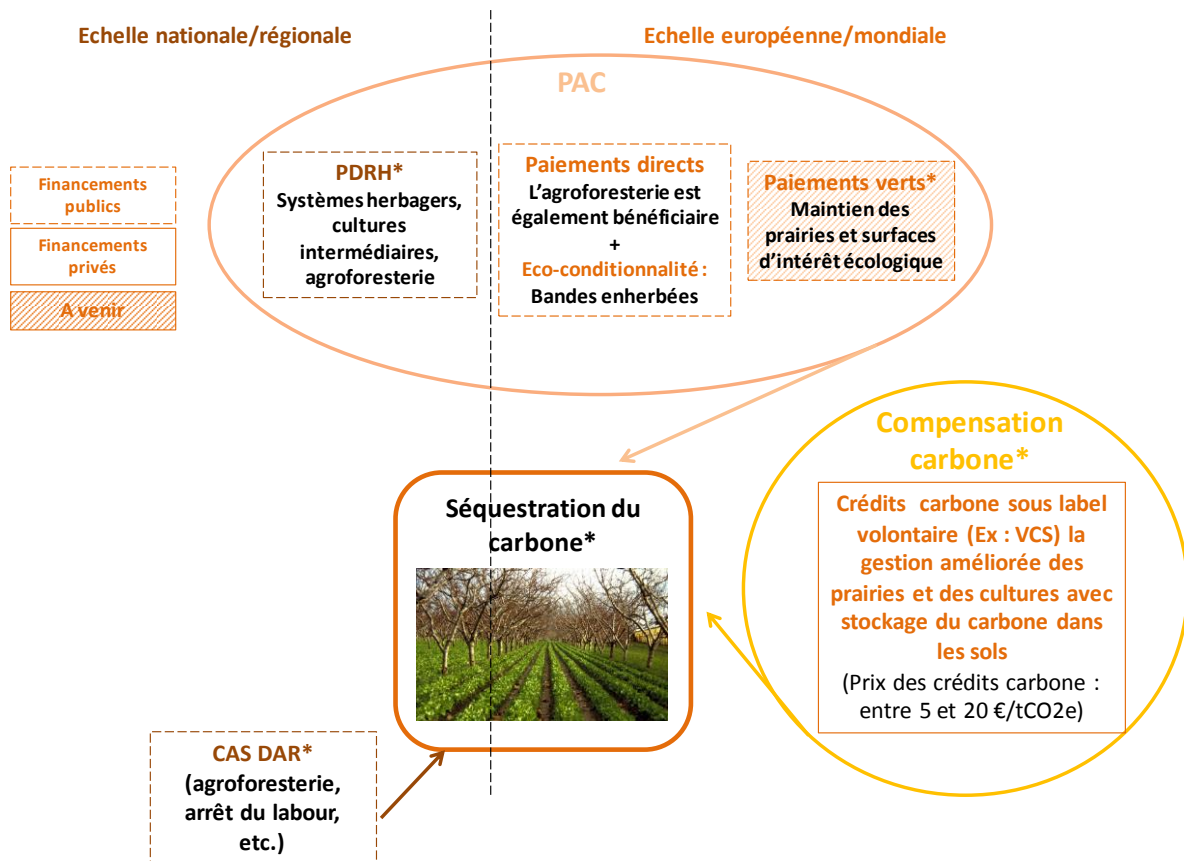 Echelle nationale/régionale
Echelle européenne/mondiale
PAC
Financements
publics
Financements
privés
A venir
PDRH*
Systèmes herbagers,
cultures
intermédiaires,
agroforesterie
Paiements directs
L'agroforesterie est
également bénéficiaire
+
Eco-conditionnalité :
Bandes enherbées
Paiements verts*
Maintien des
prairies et surfaces
d'intérêt écologique
Séquestration du
carbone*
Compensation
carbone*
Crédits carbone sous label
volontaire (Ex : VCS) la
gestion améliorée des
prairies et des cultures avec
stockage du carbone dans
les sols
(Prix des crédits carbone :
entre 5 et 20 €/tCO2e)
CAS DAR*
(agroforesterie,
arrêt du labour,
etc.)